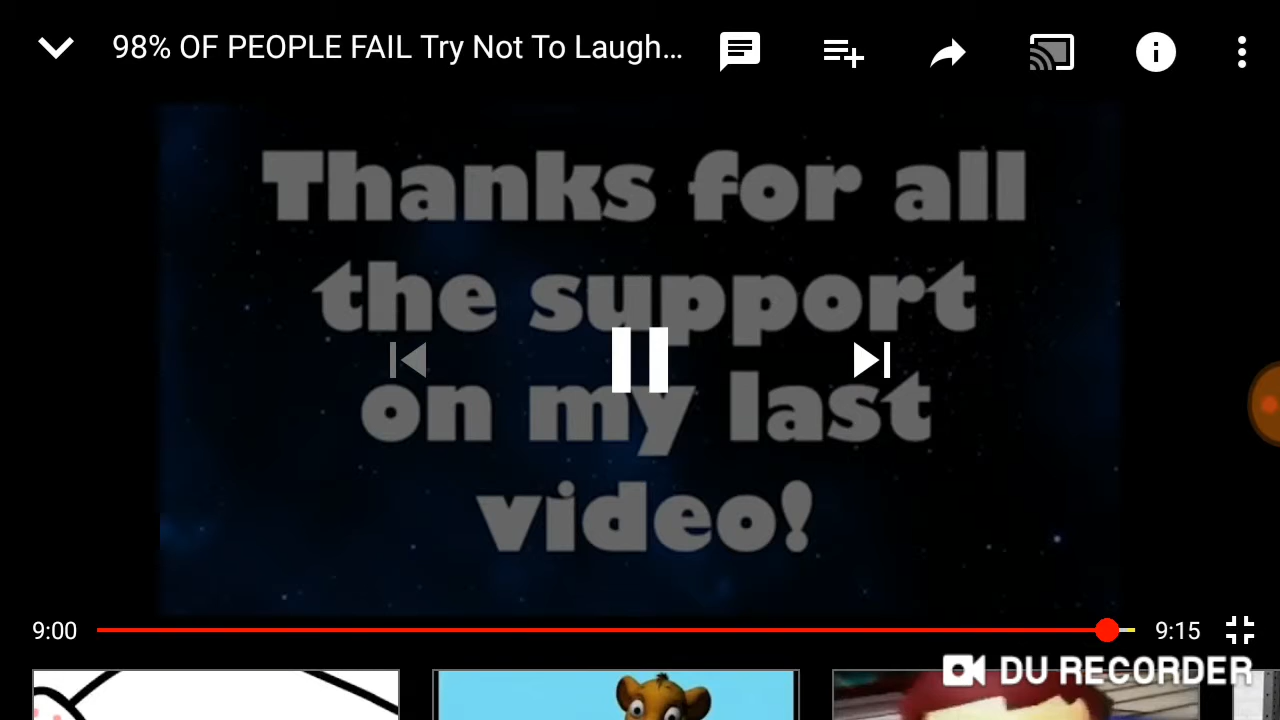 98% OF PEOPLE FAIL Try Not To Laugh...
Thanks for all
the support
on my last
video!
9:00
9:15
DU RECORDER